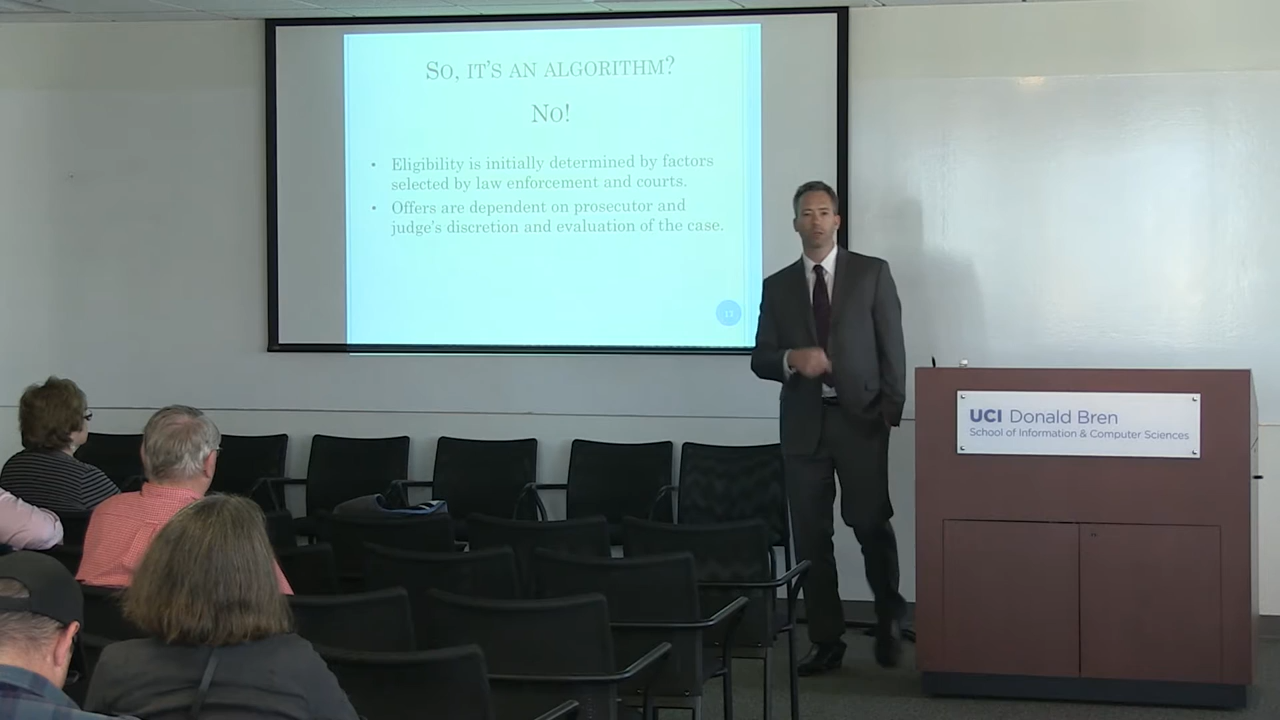 SO, IT'S AN ALGORITHM?
NO!
• Eligibility is initially determined by factors
selected by law enforcement and courts.
• Offers are dependent on prosecutor and
judge's discretion and evaluation of the case.
13
UCI Donald Bren
School of Information & Computer Sciences